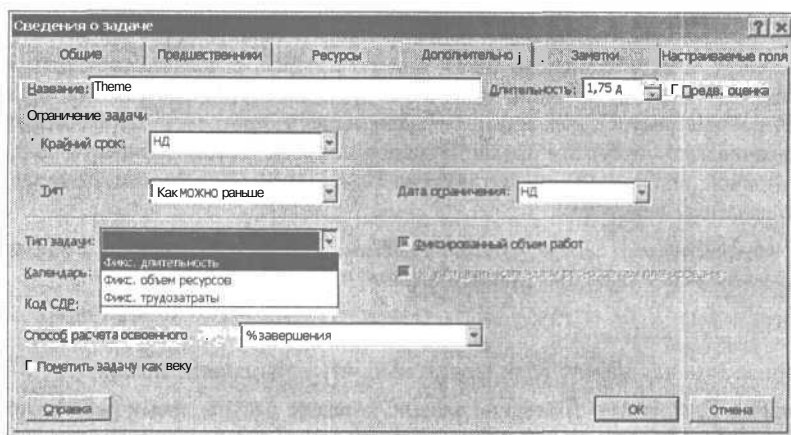 Сведения о задаче
Общие Предшественники Ресурсы Дополнительно Заметки Настраиваемые поля
Название: Theme Длительность: 1,75 д Предв. оценка
Ограничение задачи
Крайний срок: НД
Тип Как можно раньше Дата ограничения: НД
Тип задачи: Фиксированный объем работ
Фикс. длительность
Календарь: Фикс. объем ресурсов
Фикс. трудозатраты
Код СДР:
Способ расчета освоенного %завершения
Пометить задачу как веху
Справка ОК Отмена